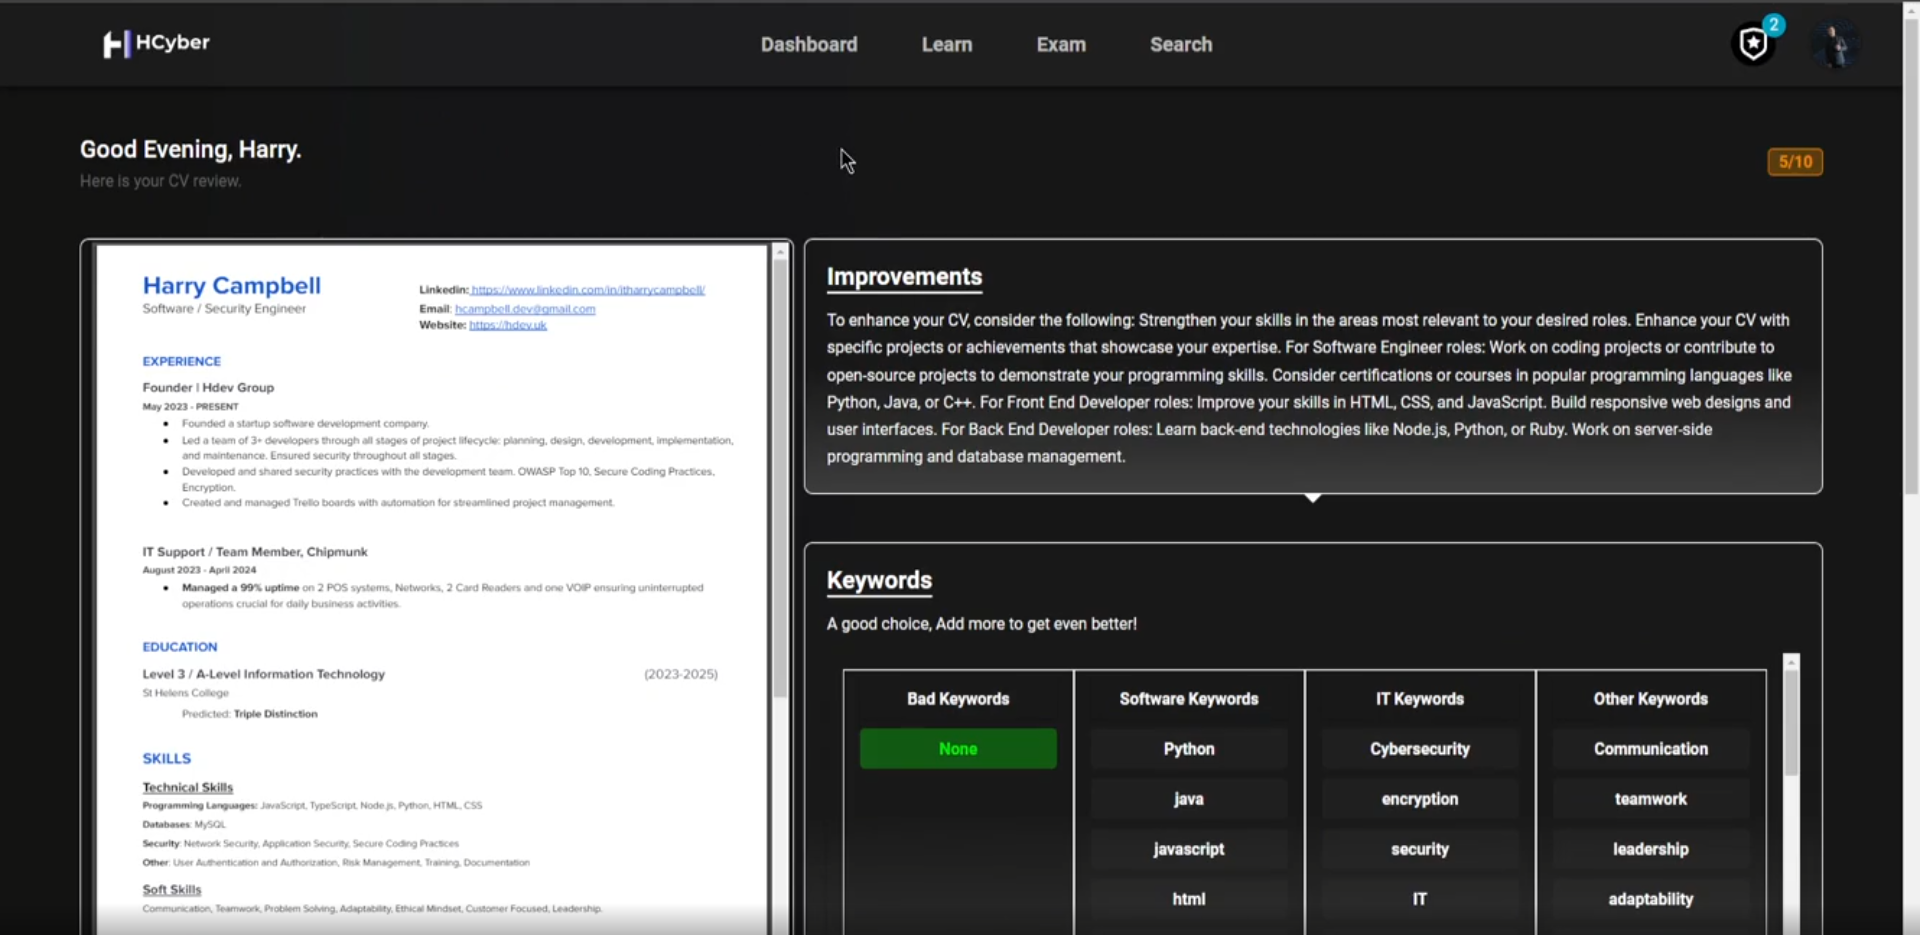 HCyber
Dashboard
Learn
Exam
Search
2
Good Evening, Harry.
Here is your CV review.
5/10
Harry Campbell
Software / Security Engineer
Linkedin: https://www.linkedin.com/in/itharrycampbell/
Email: hcampbell.dev@gmail.com
Website: https://hdev.uk
EXPERIENCE
Founder | Hdev Group
May 2023 - PRESENT
Founded a startup software development company.
Led a team of 3+ developers through all stages of project lifecycle: planning, design, development, implementation,
and maintenance. Ensured security throughout all stages.
Developed and shared security practices with the development team. OWASP Top 10, Secure Coding Practices,
Encryption.
Created and managed Trello boards with automation for streamlined project management.
IT Support / Team Member, Chipmunk
August 2023 - April 2024
Managed a 99% uptime on 2 POS systems, Networks, 2 Card Readers and one VOIP ensuring uninterrupted
operations crucial for daily business activities.
EDUCATION
Level 3 / A-Level Information Technology
(2023-2025)
St Helens College
Predicted: Triple Distinction
SKILLS
Technical Skills
Programming Languages: JavaScript, TypeScript, Node.js, Python, HTML, CSS
Databases: MySQL
Security: Network Security, Application Security, Secure Coding Practices
Other: User Authentication and Authorization, Risk Management, Training, Documentation
Soft Skills
Communication, Teamwork, Problem Solving, Adaptability, Ethical Mindset, Customer Focused, Leadership.
Improvements
To enhance your CV, consider the following: Strengthen your skills in the areas most relevant to your desired roles. Enhance your CV with
specific projects or achievements that showcase your expertise. For Software Engineer roles: Work on coding projects or contribute to
open-source projects to demonstrate your programming skills. Consider certifications or courses in popular programming languages like
Python, Java, or C++. For Front End Developer roles: Improve your skills in HTML, CSS, and JavaScript. Build responsive web designs and
user interfaces. For Back End Developer roles: Learn back-end technologies like Node.js, Python, or Ruby. Work on server-side
programming and database management.
Keywords
A good choice, Add more to get even better!
Bad Keywords
None
Software Keywords
Python
java
javascript
html
IT Keywords
Cybersecurity
encryption
security
IT
Other Keywords
Communication
teamwork
leadership
adaptability